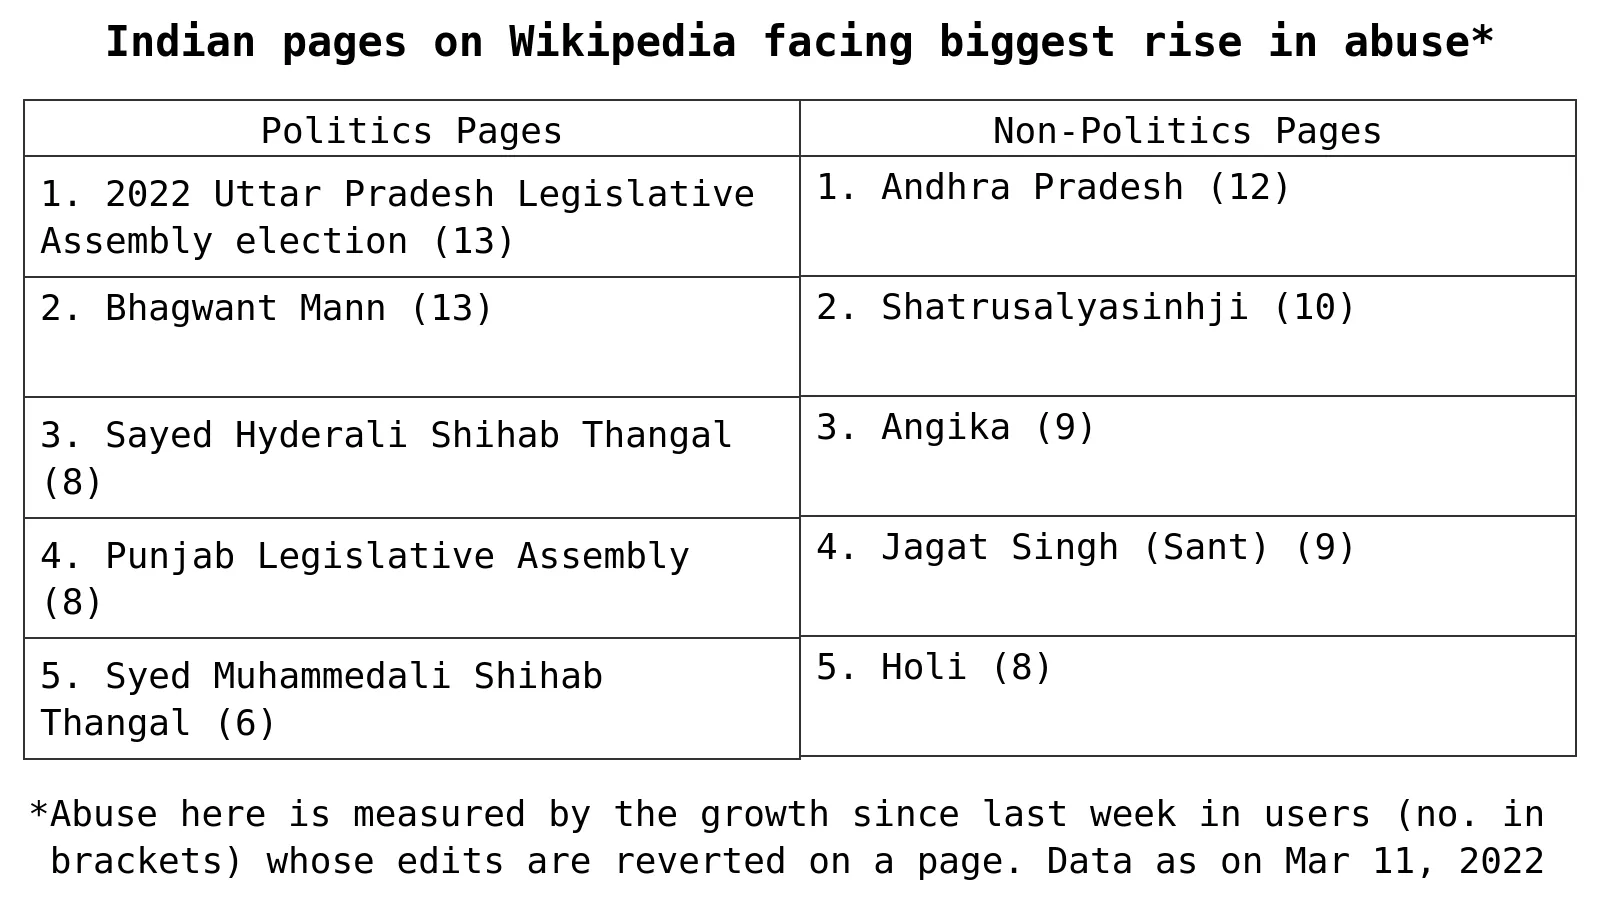 Indian pages on Wikipedia facing biggest rise in abuse*
Politics Pages
1. 2022 Uttar Pradesh Legislative
Assembly election (13)
2. Bhagwant Mann (13)
3. Sayed Hyderali Shihab Thangal
(8)
4. Punjab Legislative Assembly
(8)
5. Syed Muhammedali Shihab
Thangal (6)
Non-Politics Pages
1. Andhra Pradesh (12)
2. Shatrusalyasinhji (10)
3. Angika (9)
4. Jagat Singh (Sant) (9)
5. Holi (8)
*Abuse here is measured by the growth since last week in users (no. in
brackets) whose edits are reverted on a page. Data as on Mar 11, 2022